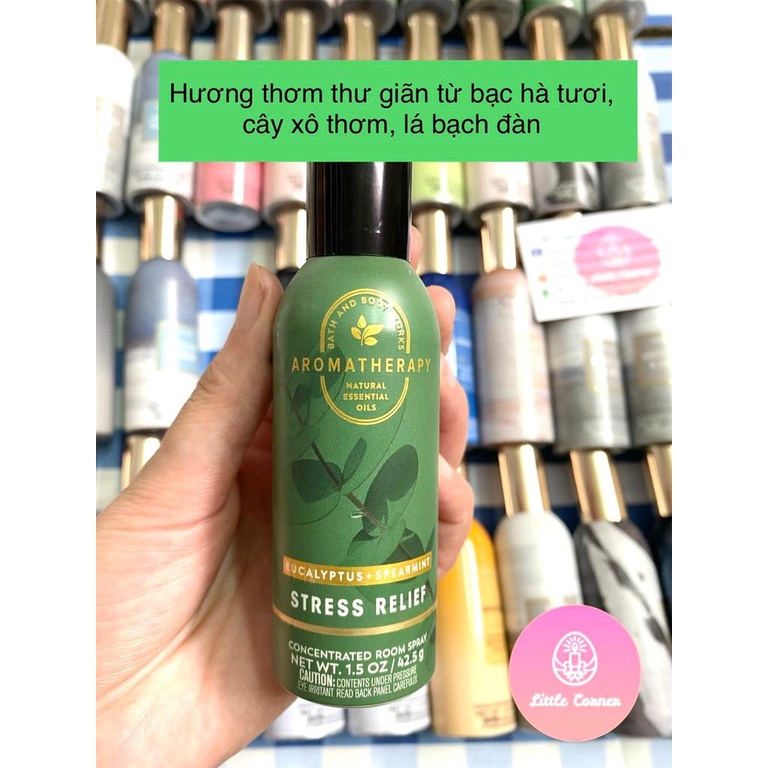 Hương thơm thư giãn từ bạc hà tươi,
cây xô thơm, lá bạch đàn
BATH AND BODY WORKS
AROMATHERAPY
NATURAL
ESSENTIAL
OILS
EUCALYPTUS + SPEARMINT
STRESS RELIEF
CONCENTRATED ROOM SPRAY
NET WT. 1.5 OZ / 42.5 g
CAUTION: CONTENTS UNDER PRESSURE
EYE IRRITANT READ BACK PANEL CAREFULLY.
Little Corner